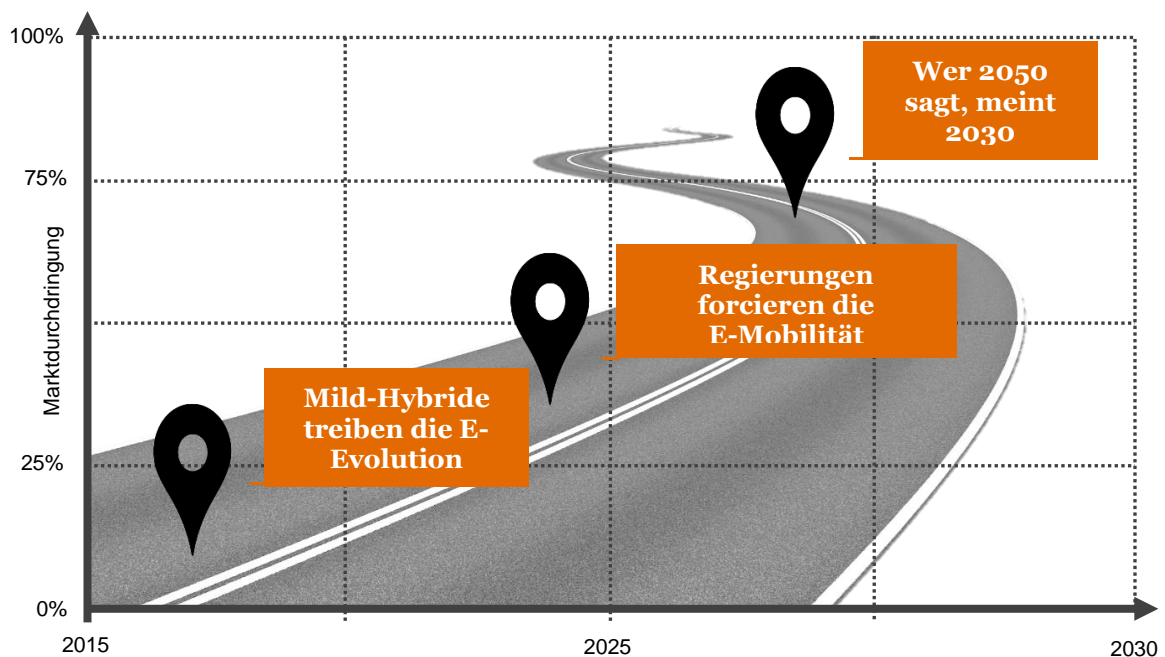 100%
Wer 2050
sagt, meint
2030
75%
Marktdurchdringung
Regierungen
forcieren die
E-Mobilität
Mild-Hybride
treiben die E-
Evolution
25%
0%
2015
2025
2030